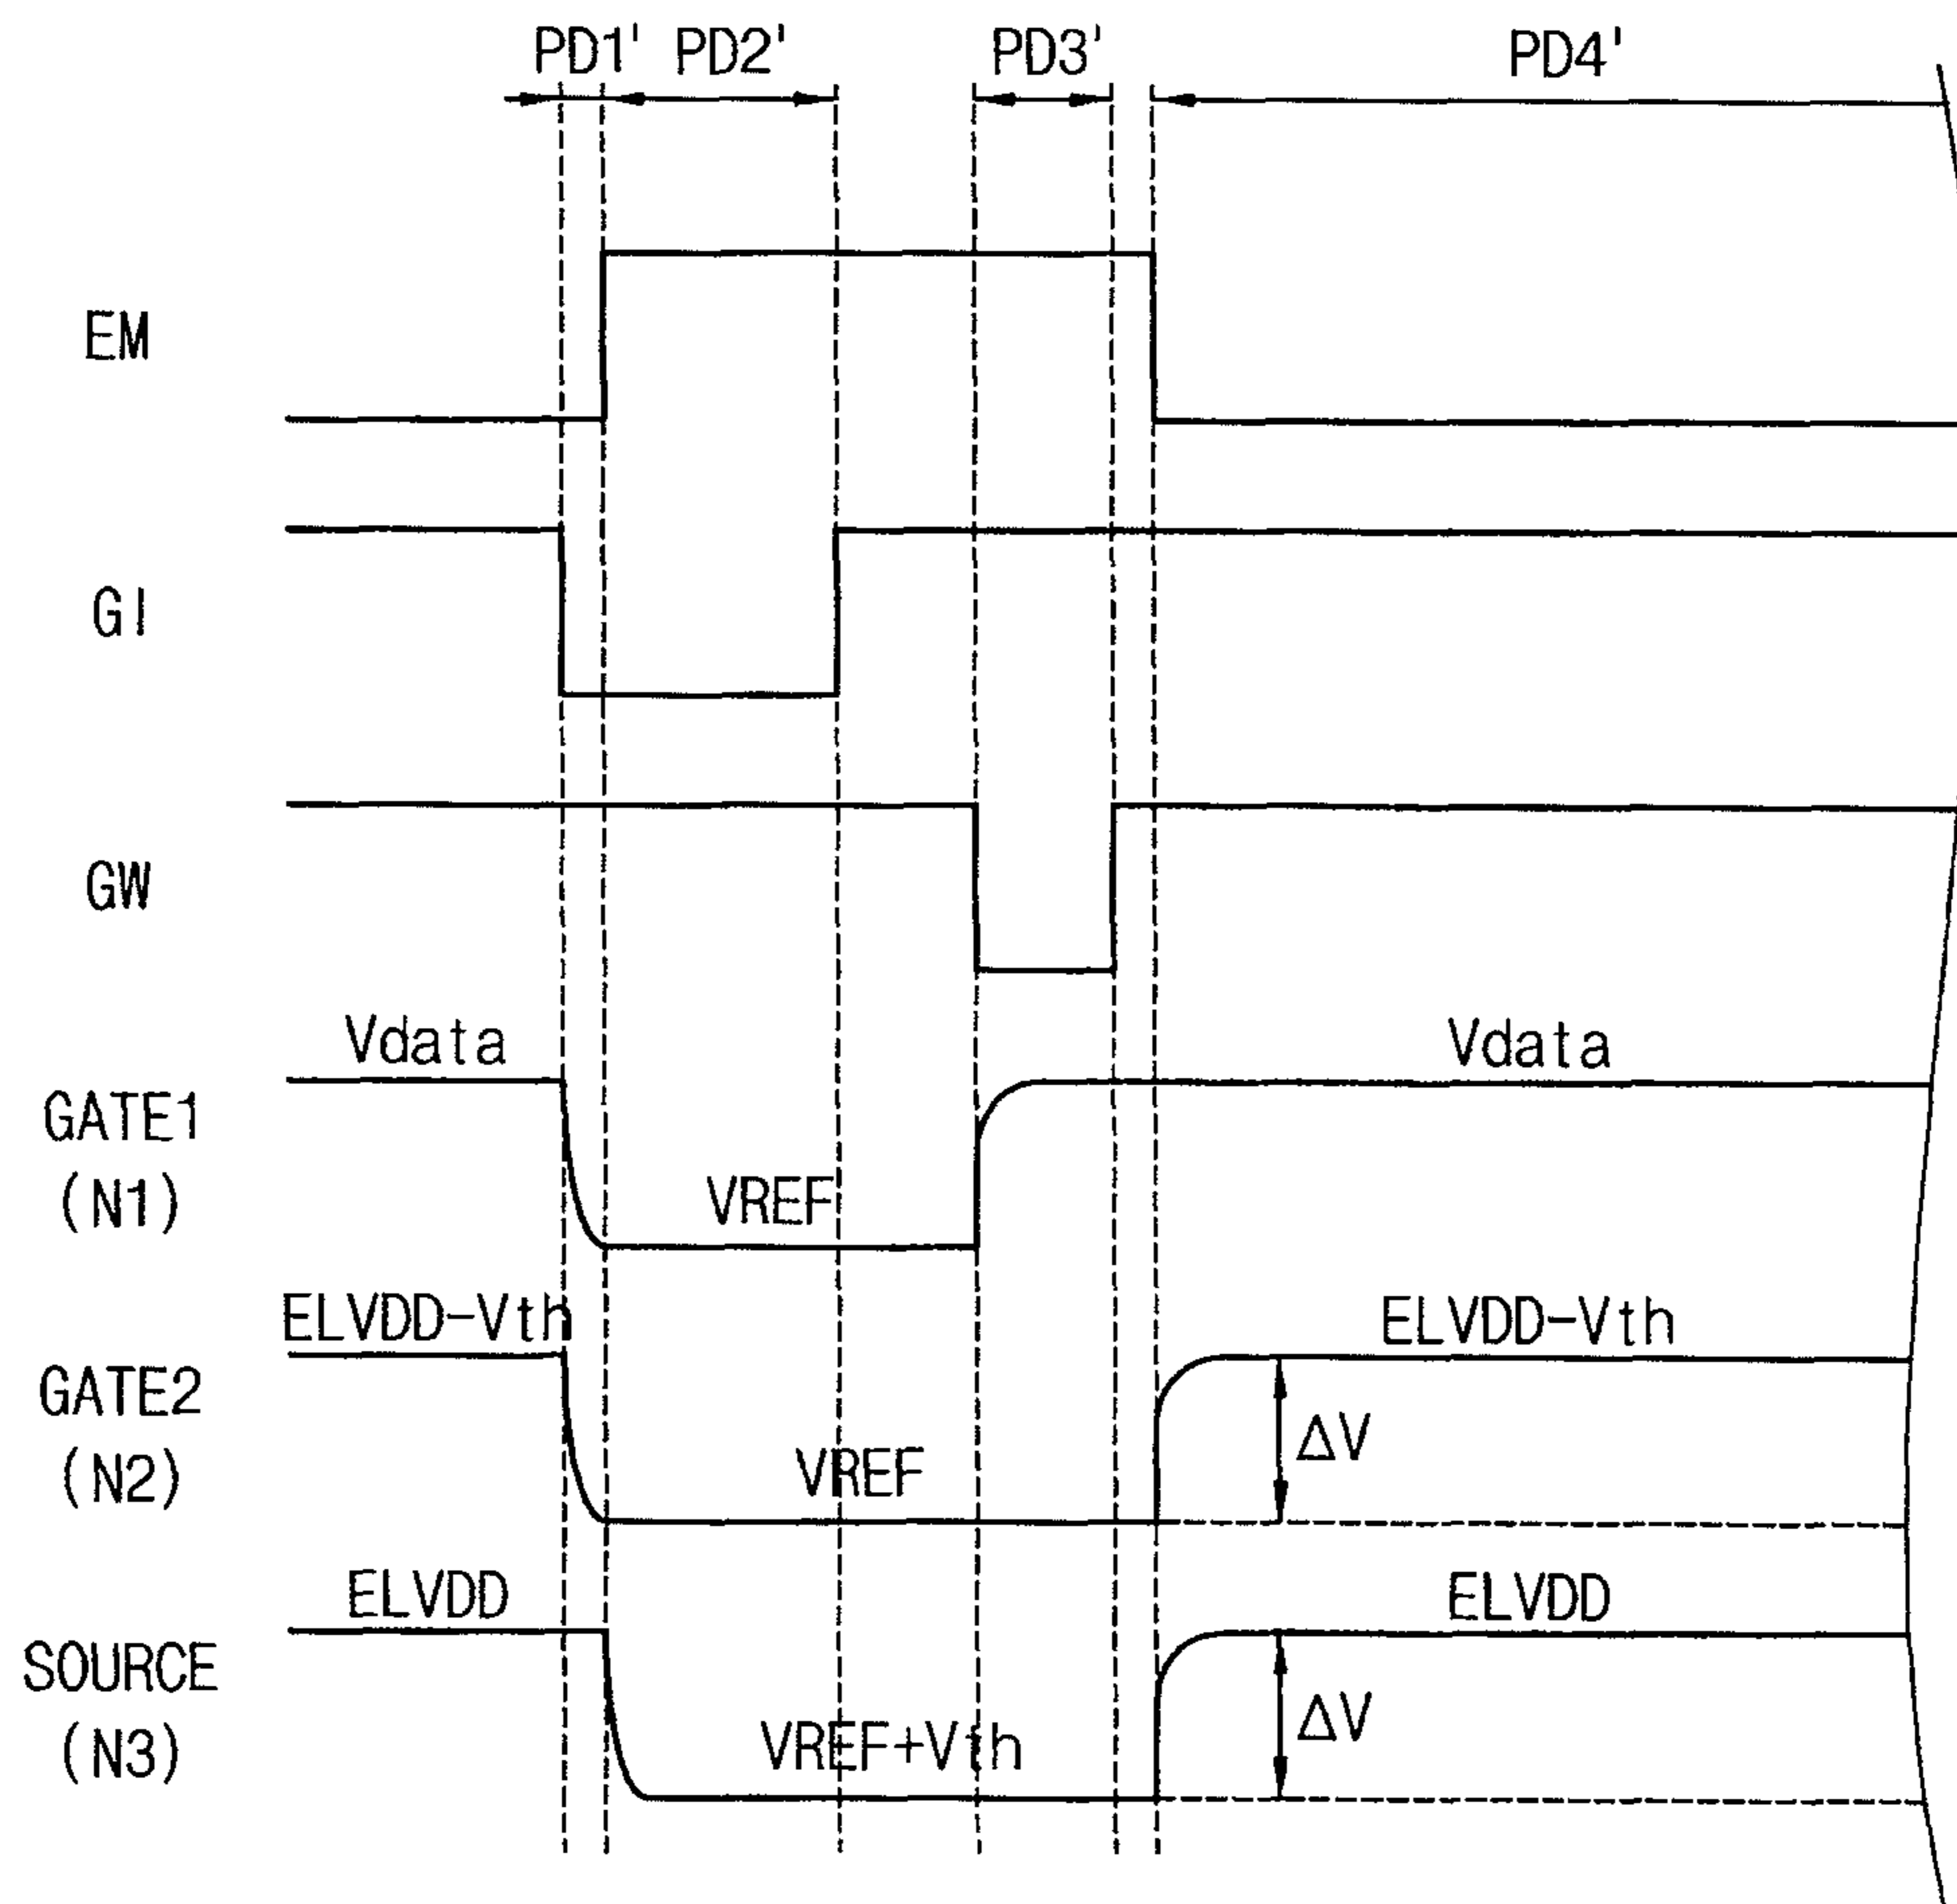 PD1' PD2' PD3' PD4'
EM
GI
GW
Vdata Vdata
GATE1
(N1)
VREF
ELVDD-Vth ELVDD-Vth
GATE2
(N2)
VREF
ΔV
ELVDD ELVDD
SOURCE
(N3)
VREF+Vth
ΔV